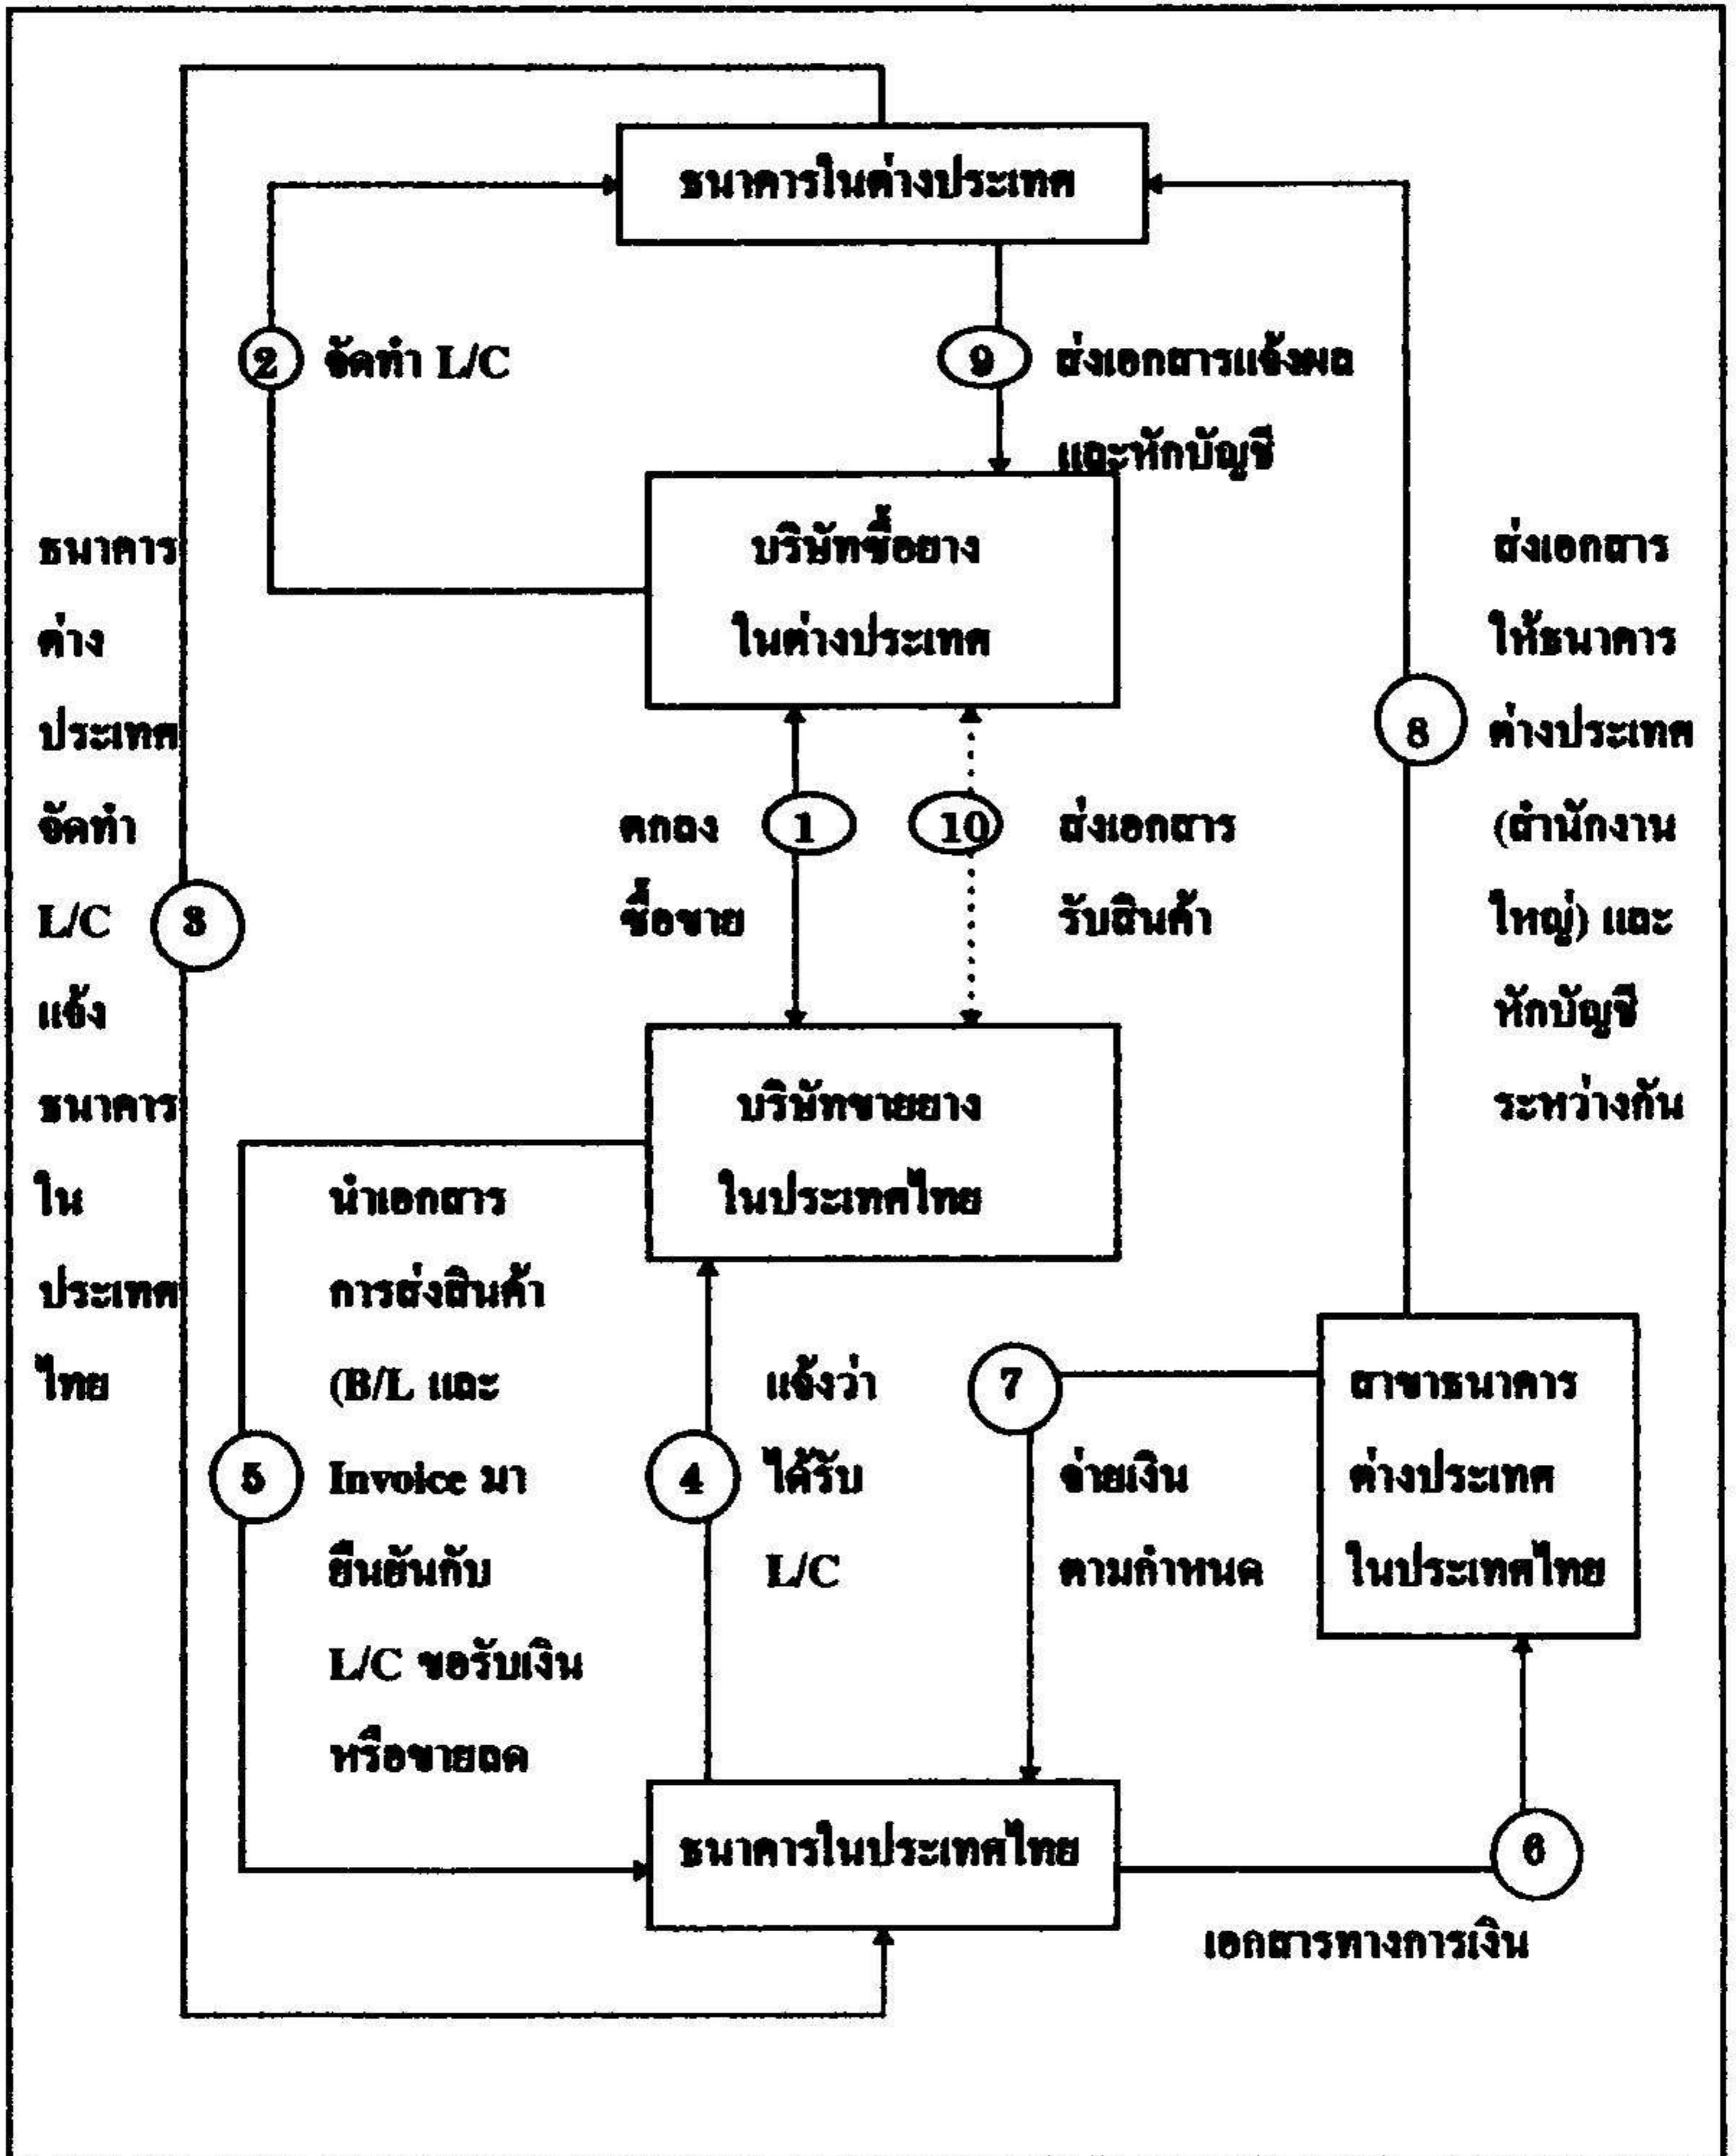 ธนาคารในต่างประเทศ
2 จัดทำ L/C
9 ส่งเอกสารแจ้งผล
และหักบัญชี
บริษัทซื้อยาง
ในต่างประเทศ
ธนาคาร
ต่าง
ประเทศ
จัดทำ
L/C
แจ้ง
ธนาคาร
ใน
ประเทศ
ไทย
3
ตกลง
ซื้อขาย
1
10
ส่งเอกสาร
รับสินค้า
8
ส่งเอกสาร
ให้ธนาคาร
ต่างประเทศ
(สำนักงาน
ใหญ่) และ
หักบัญชี
ระหว่างกัน
บริษัทขายยาง
ในประเทศไทย
5
นำเอกสาร
การส่งสินค้า
(B/L และ
Invoice มา
ยืนยันกับ
L/C ขอรับเงิน
หรือขายลด
4
แจ้งว่า
ได้รับ
L/C
7
จ่ายเงิน
ตามกำหนด
สาขาธนาคาร
ต่างประเทศ
ในประเทศไทย
ธนาคารในประเทศไทย
6
เอกสารทางการเงิน